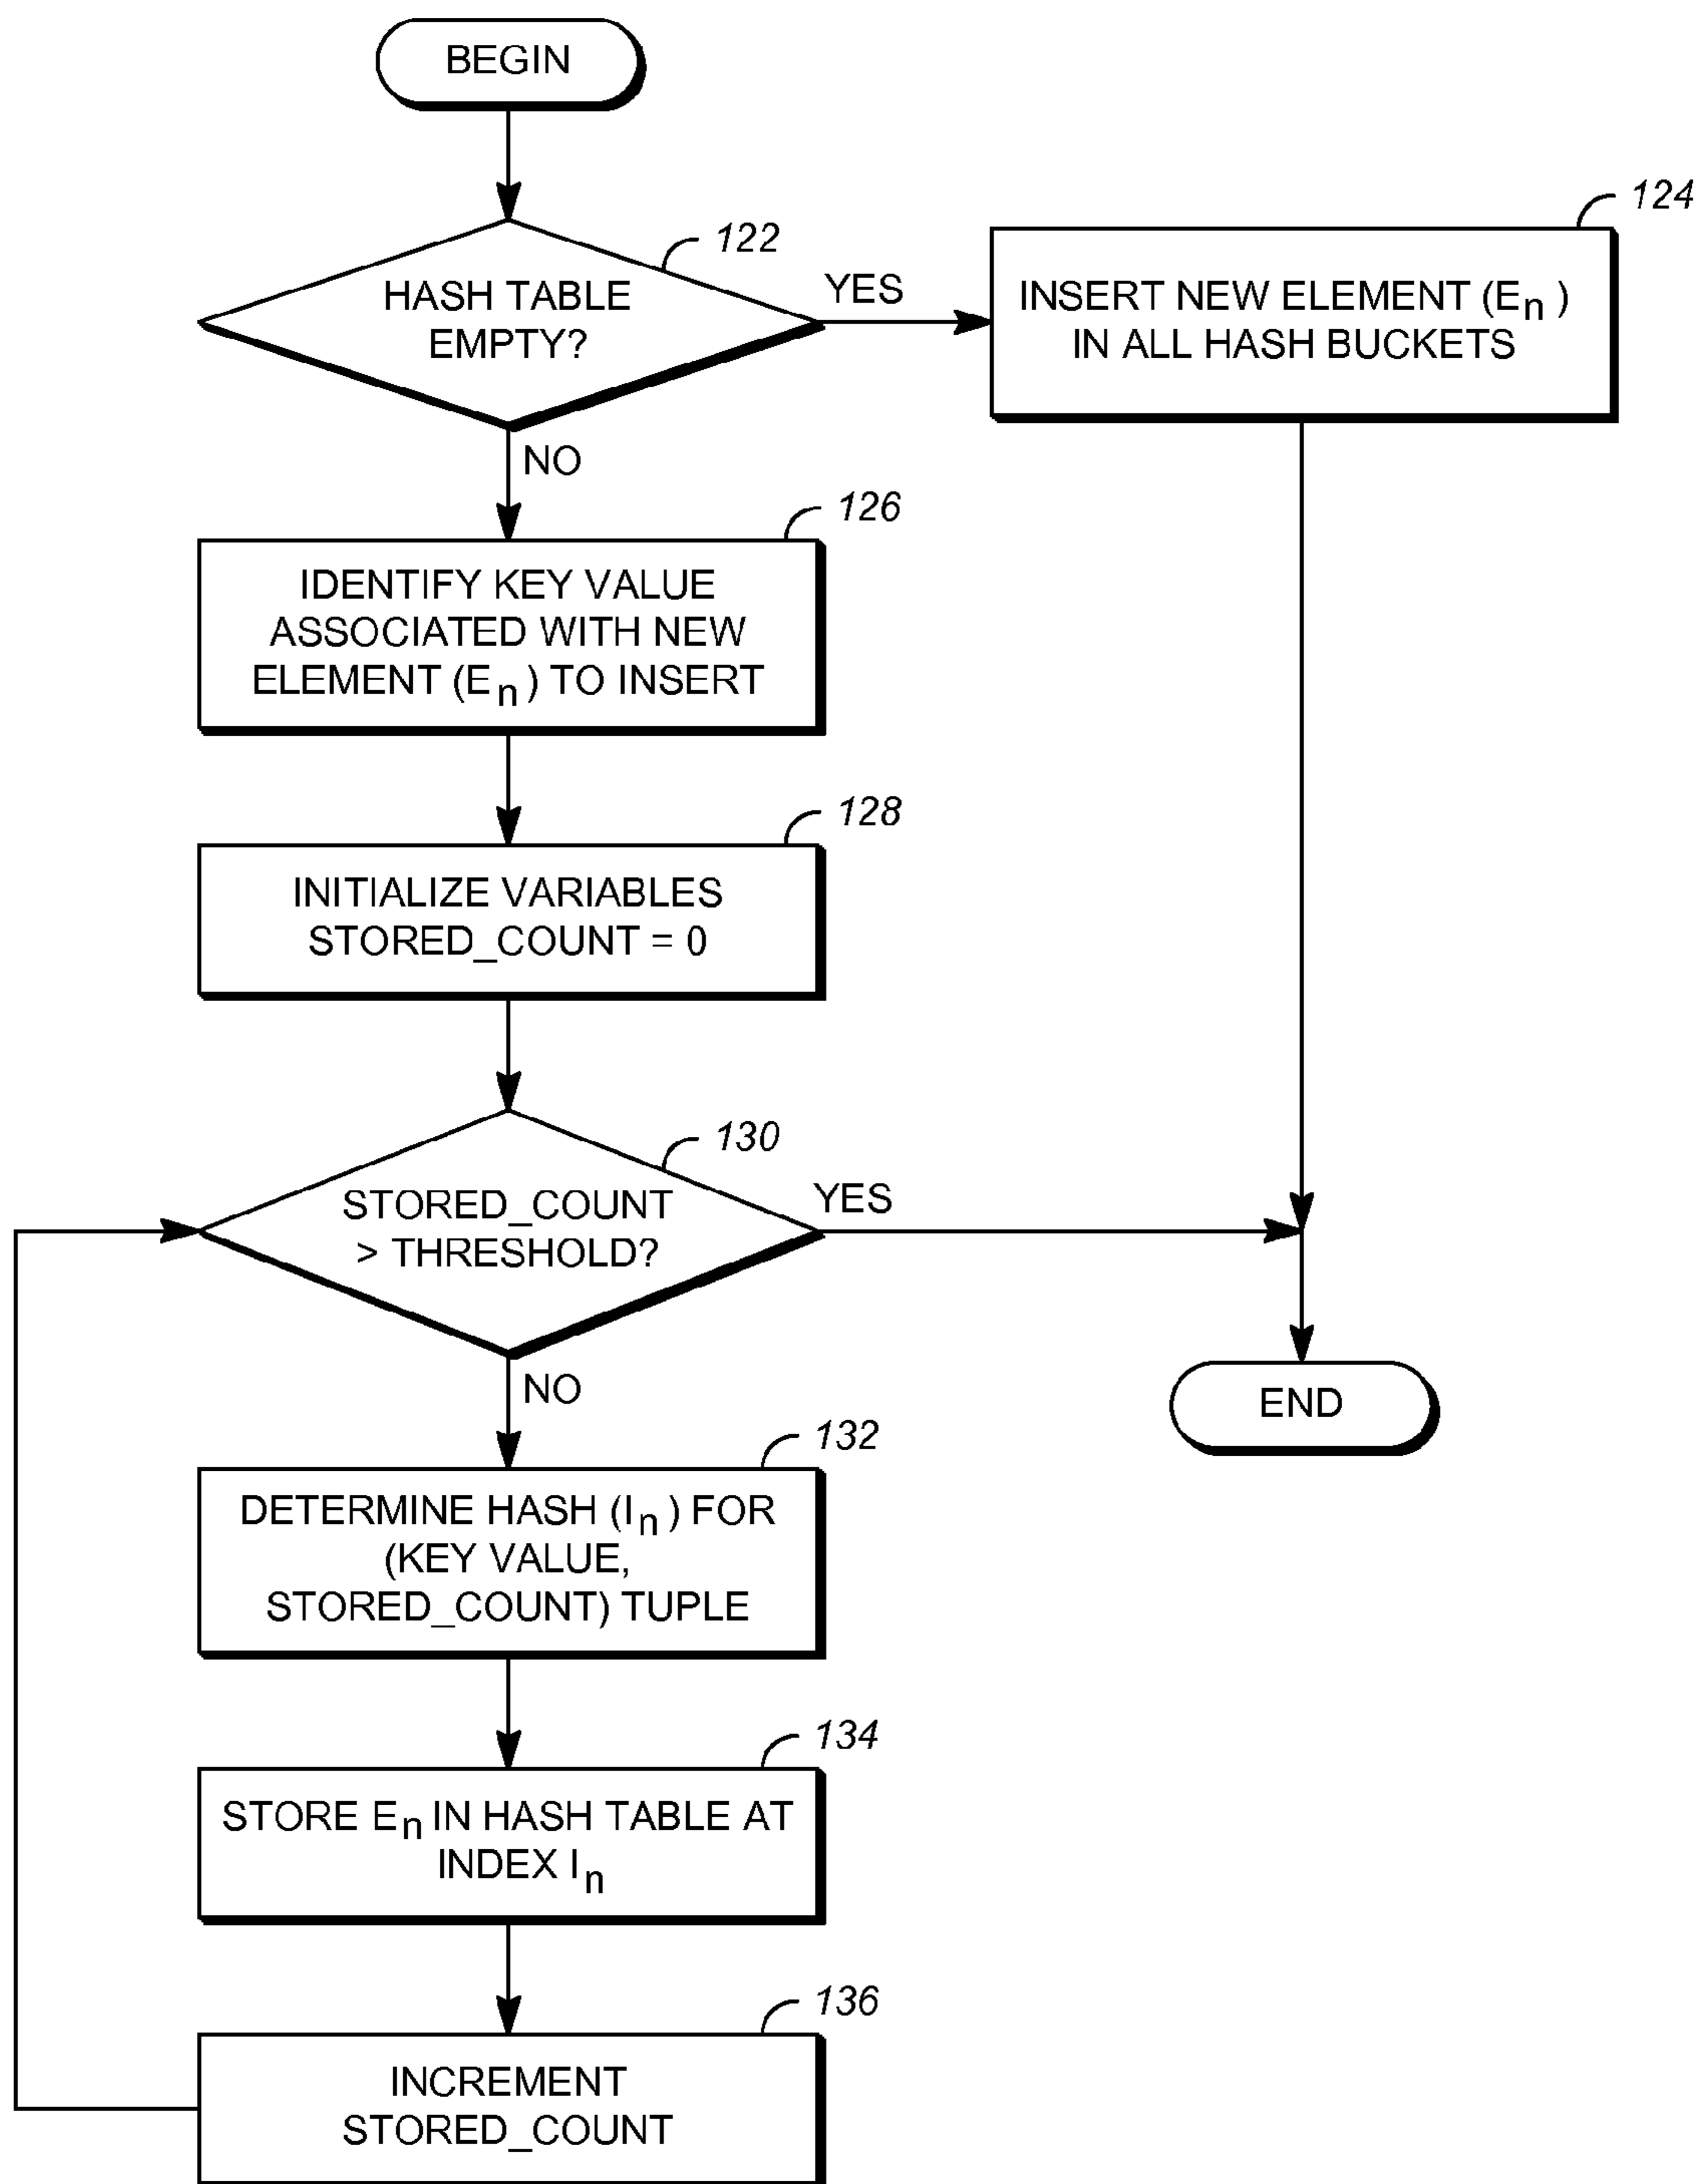 BEGIN
122
HASH TABLE
EMPTY?
YES
124
INSERT NEW ELEMENT (En)
IN ALL HASH BUCKETS
NO
126
IDENTIFY KEY VALUE
ASSOCIATED WITH NEW
ELEMENT (En) TO INSERT
128
INITIALIZE VARIABLES
STORED_COUNT = 0
130
STORED_COUNT
> THRESHOLD?
YES
NO
END
132
DETERMINE HASH (In) FOR
(KEY VALUE,
STORED_COUNT) TUPLE
134
STORE En IN HASH TABLE AT
INDEX In
136
INCREMENT
STORED_COUNT